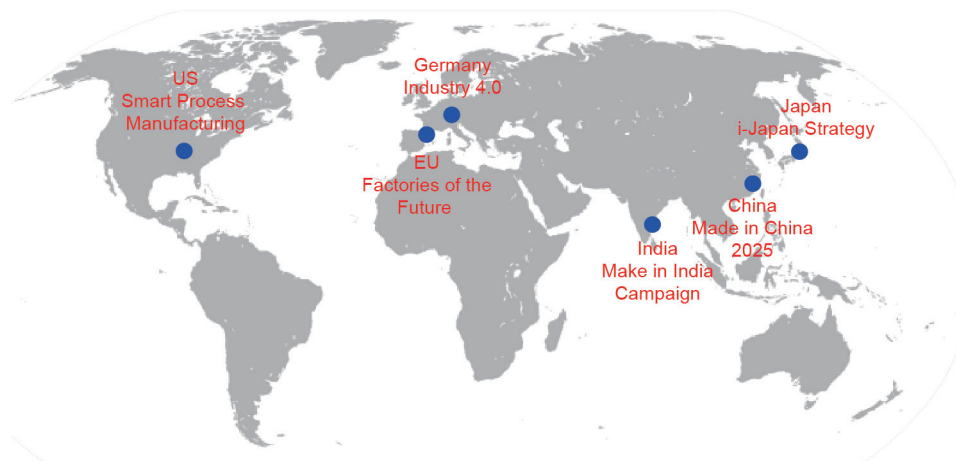 US
Smart Process
Manufacturing
Germany
Industry 4.0
EU
Factories of the
Future
Japan
i-Japan Strategy
China
Made in China
2025
India
Make in India
Campaign